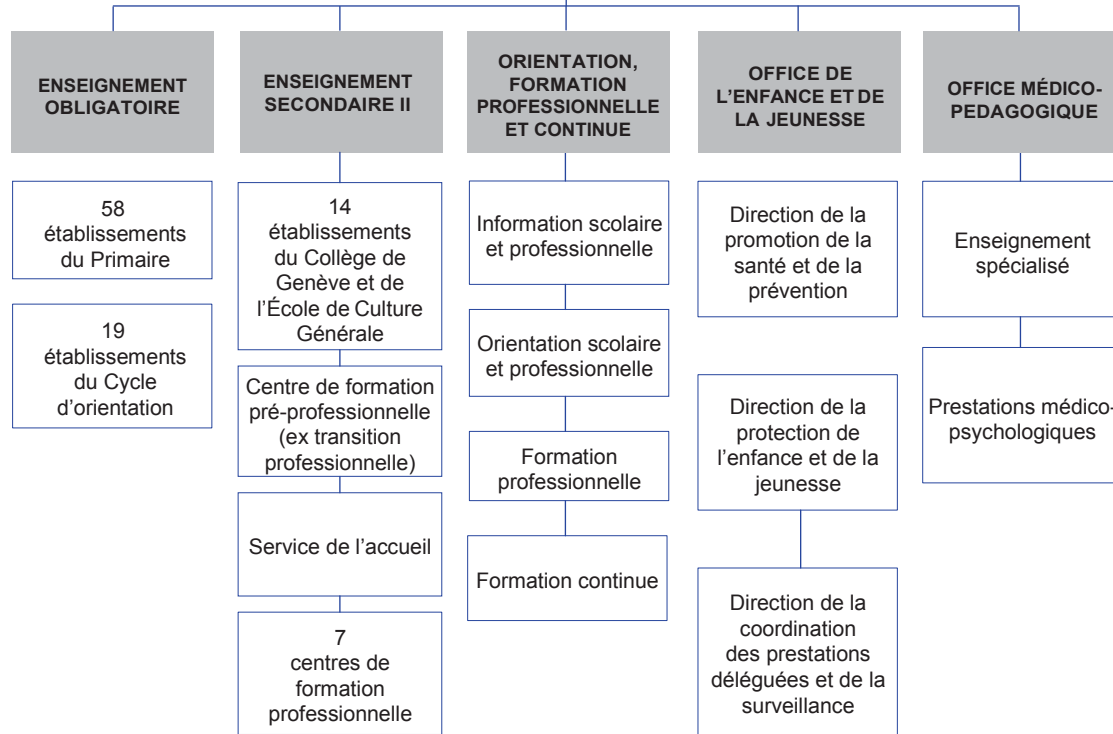 ENSEIGNEMENT
OBLIGATOIRE
58
établissements
du Primaire
19
établissements
du Cycle
d’orientation
ENSEIGNEMENT
SECONDAIRE II
14
établissements
du Collège de
Genève et de
l’École de Culture
Générale
Centre de formation
pré-professionnelle
(ex transition
professionnelle)
Service de l’accueil
7
centres de
formation
professionnelle
ORIENTATION,
FORMATION
PROFESSIONNELLE
ET CONTINUE
Information scolaire
et professionnelle
Orientation scolaire
et professionnelle
Formation
professionnelle
Formation continue
OFFICE DE
L’ENFANCE ET DE
LA JEUNESSE
Direction de la
promotion de la
santé et de la
prévention
Direction de la
protection de
l’enfance et de la
jeunesse
Direction de la
coordination
des prestations
déléguées et de la
surveillance
OFFICE MÉDICO-
PEDAGOGIQUE
Enseignement
spécialisé
Prestations médico-
psychologiques